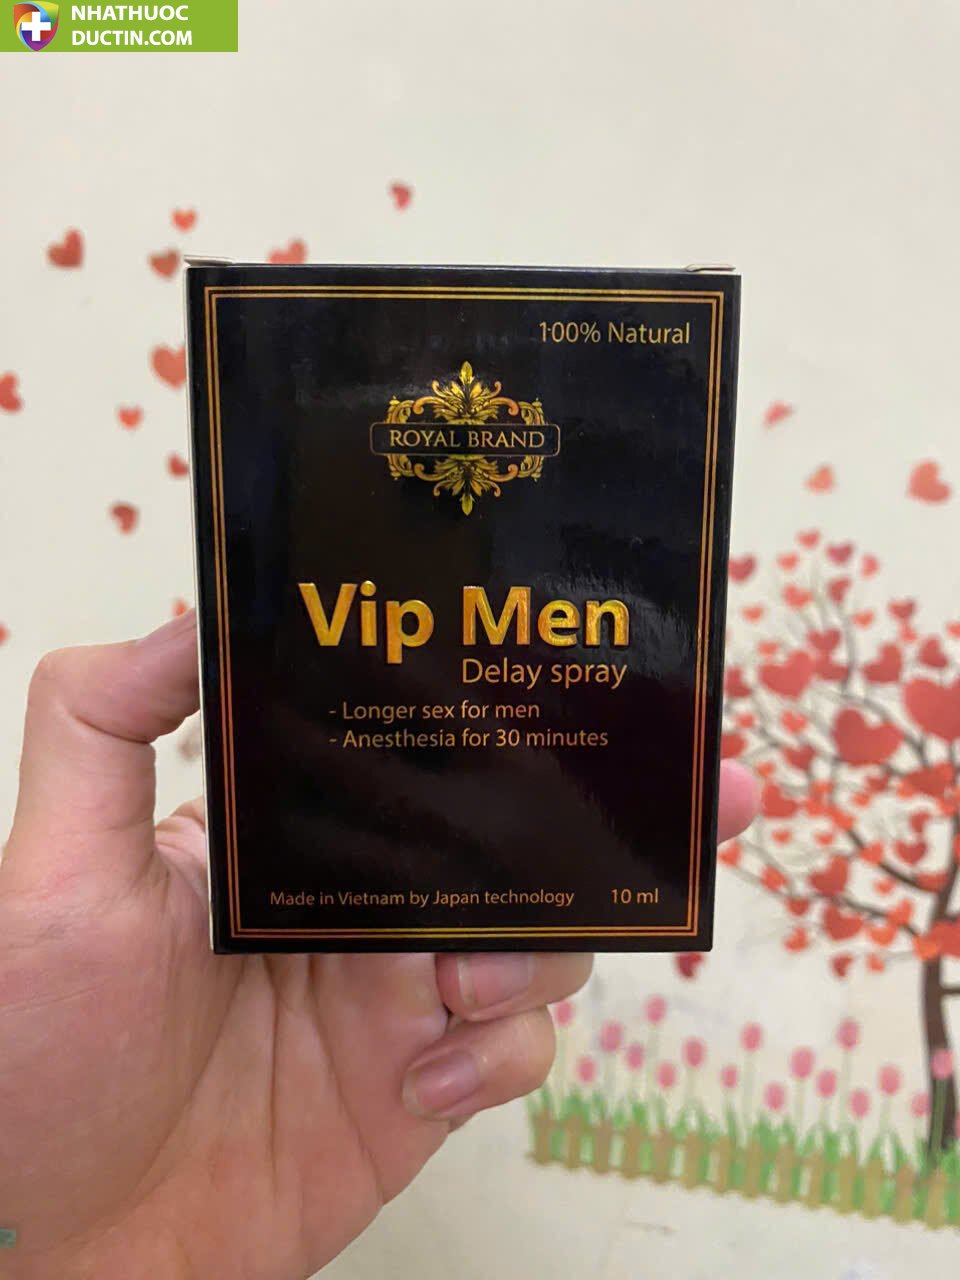 NHATHUOC
DUCTIN.COM
100% Natural
ROYAL BRAND
Vip Men
Delay spray
- Longer sex for men
- Anesthesia for 30 minutes
Made in Vietnam by Japan technology 10 ml